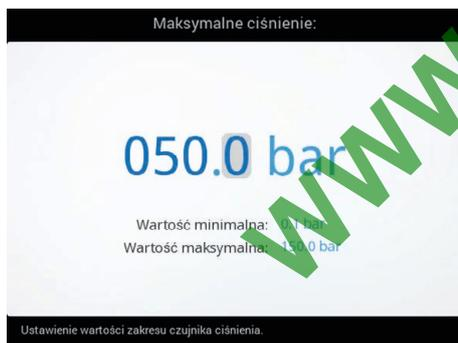 Maksymalne ciśnienie:
050.0 bar
Wartość minimalna: 0.1 bar
Wartość maksymalna: 150.0 bar
Ustawienie wartości zakresu czujnika ciśnienia.
www